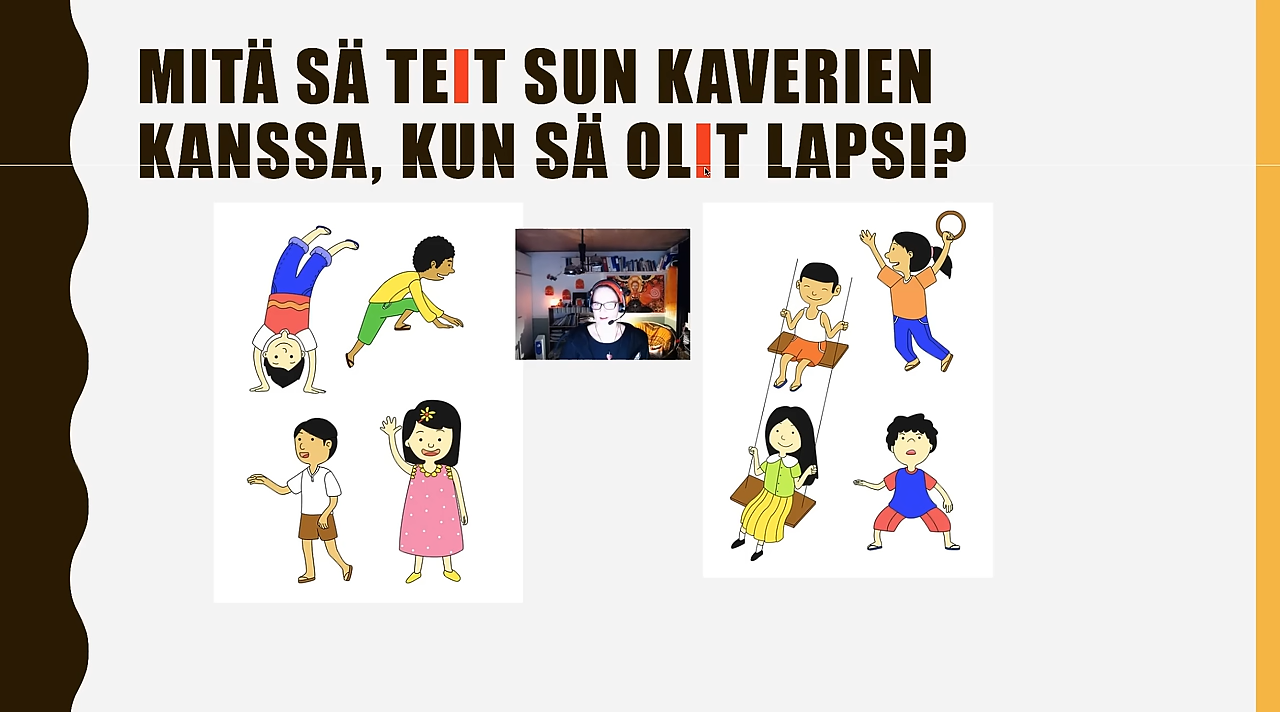 MITÄ SÄ TEIT SUN KAVERIEN
KANSSA, KUN SÄ OLIT LAPSI?